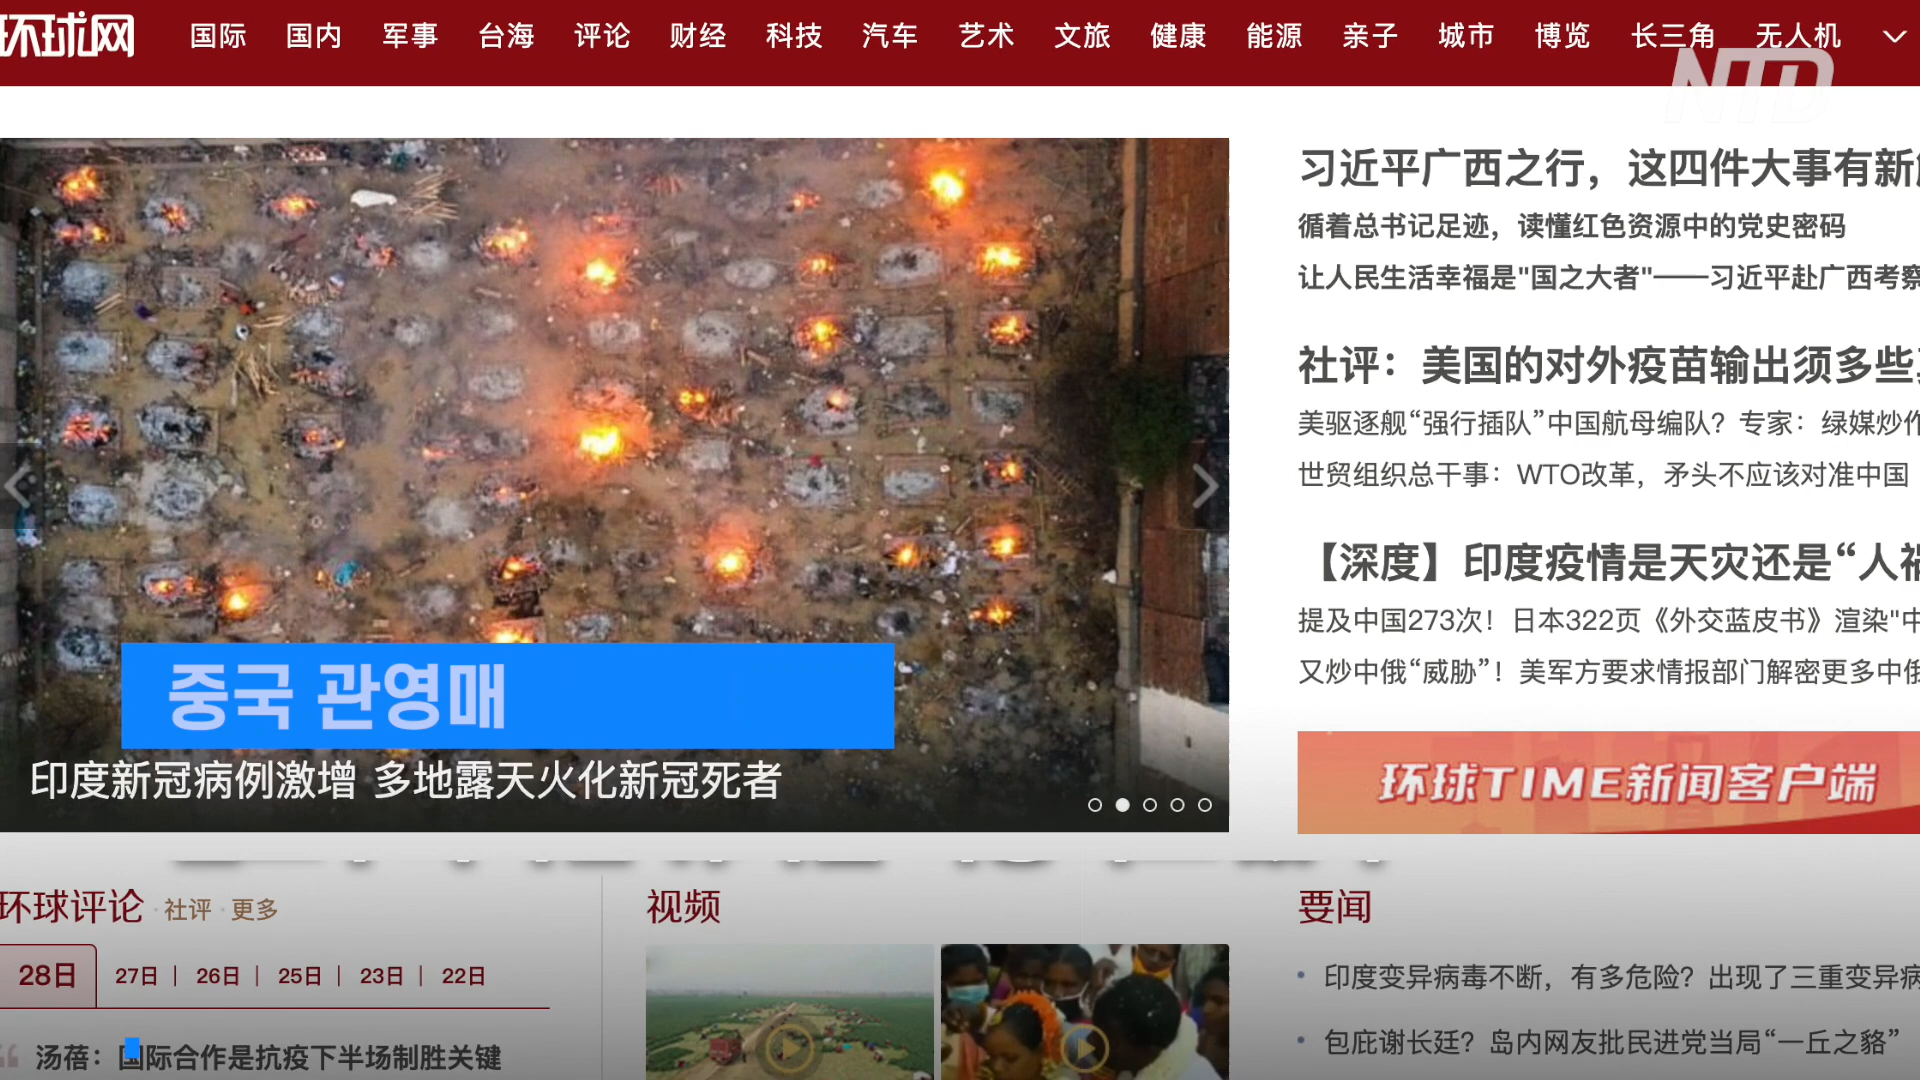 环球网 国际 国内 军事 台海 评论 财经 科技 汽车 艺术 文旅 健康 能源 亲子 城市 博览 长三角 无人机
NTD
习近平广西之行，这四件大事有新
循着总书记足迹，读懂红色资源中的党史密码
让人民生活幸福是"国之大者"——习近平赴广西考察
社评：美国的对外疫苗输出须多些
美驱逐舰“强行插队”中国航母编队？专家：绿媒炒作
世贸组织总干事：WTO改革，矛头不应该对准中国
【深度】印度疫情是天灾还是“人祸
提及中国273次！日本322页《外交蓝皮书》渲染"中
又炒中俄“威胁”！美军方要求情报部门解密更多中俄
중국 관영매
印度新冠病例激增 多地露天火化新冠死者
环球TIME新闻客户端
环球评论 · 社评 · 更多
28日 27日 | 26日 | 25日 | 23日 | 22日
汤蓓：国际合作是抗疫下半场制胜关键
视频
要闻
印度变异病毒不断，有多危险？出现了三重变异病
包庇谢长廷？岛内网友批民进党当局“一丘之貉”